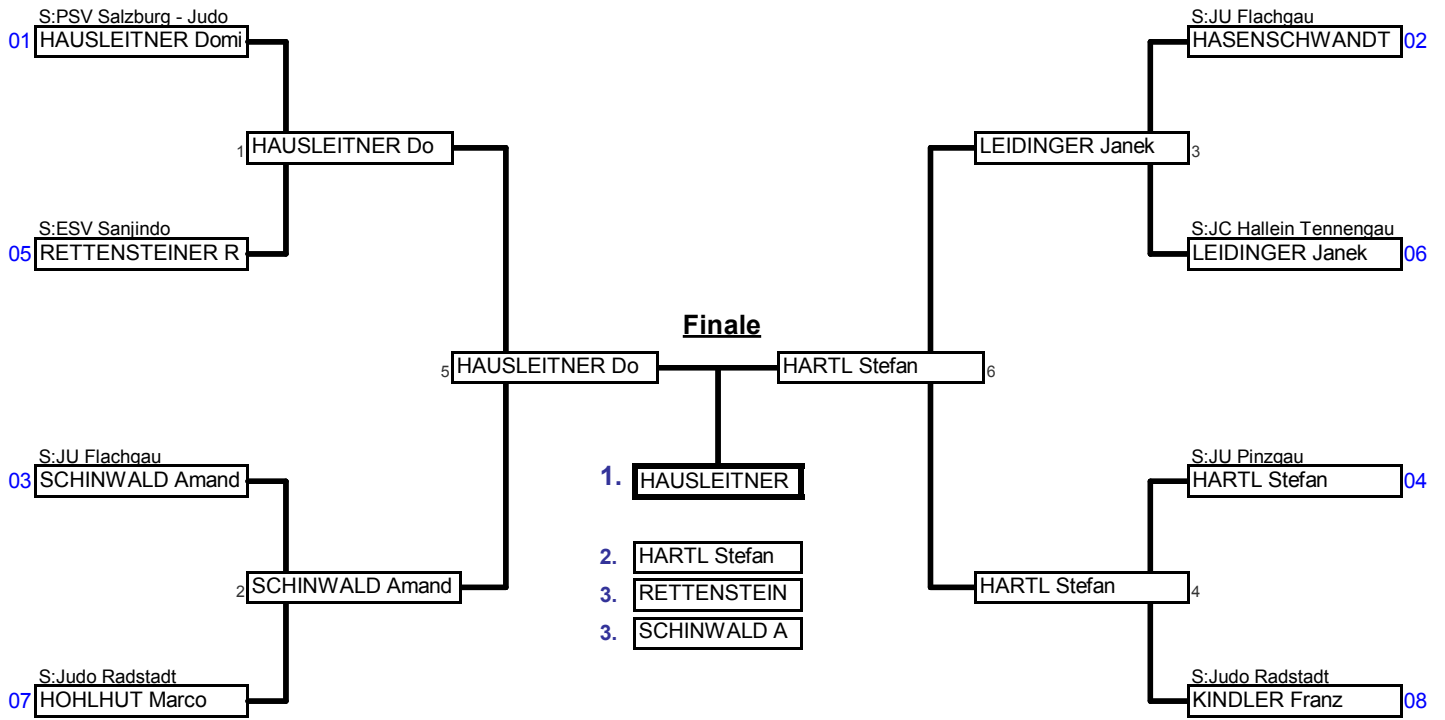 S:PSV Salzburg - Judo
01 HAUSLEITNER Domi
S:JU Flachgau
HASENSCHWANDT 02
1 HAUSLEITNER Do
LEIDINGER Janek 3
S:ESV Sanjindo
05 RETTENSTEINER R
S:JC Hallein Tennengau
LEIDINGER Janek 06
Finale
5 HAUSLEITNER Do
HARTL Stefan 6
S:JU Flachgau
03 SCHINWALD Amand
S:JU Pinzgau
HARTL Stefan 04
1. HAUSLEITNER
2. HARTL Stefan
3. RETTENSTEIN
3. SCHINWALD A
2 SCHINWALD Amand
HARTL Stefan 4
S:Judo Radstadt
07 HOHLHUT Marco
S:Judo Radstadt
KINDLER Franz 08